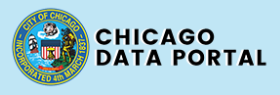 CITY OF CHICAGO
INCORPORATED 4th MARCH 1837
CHICAGO
DATA PORTAL